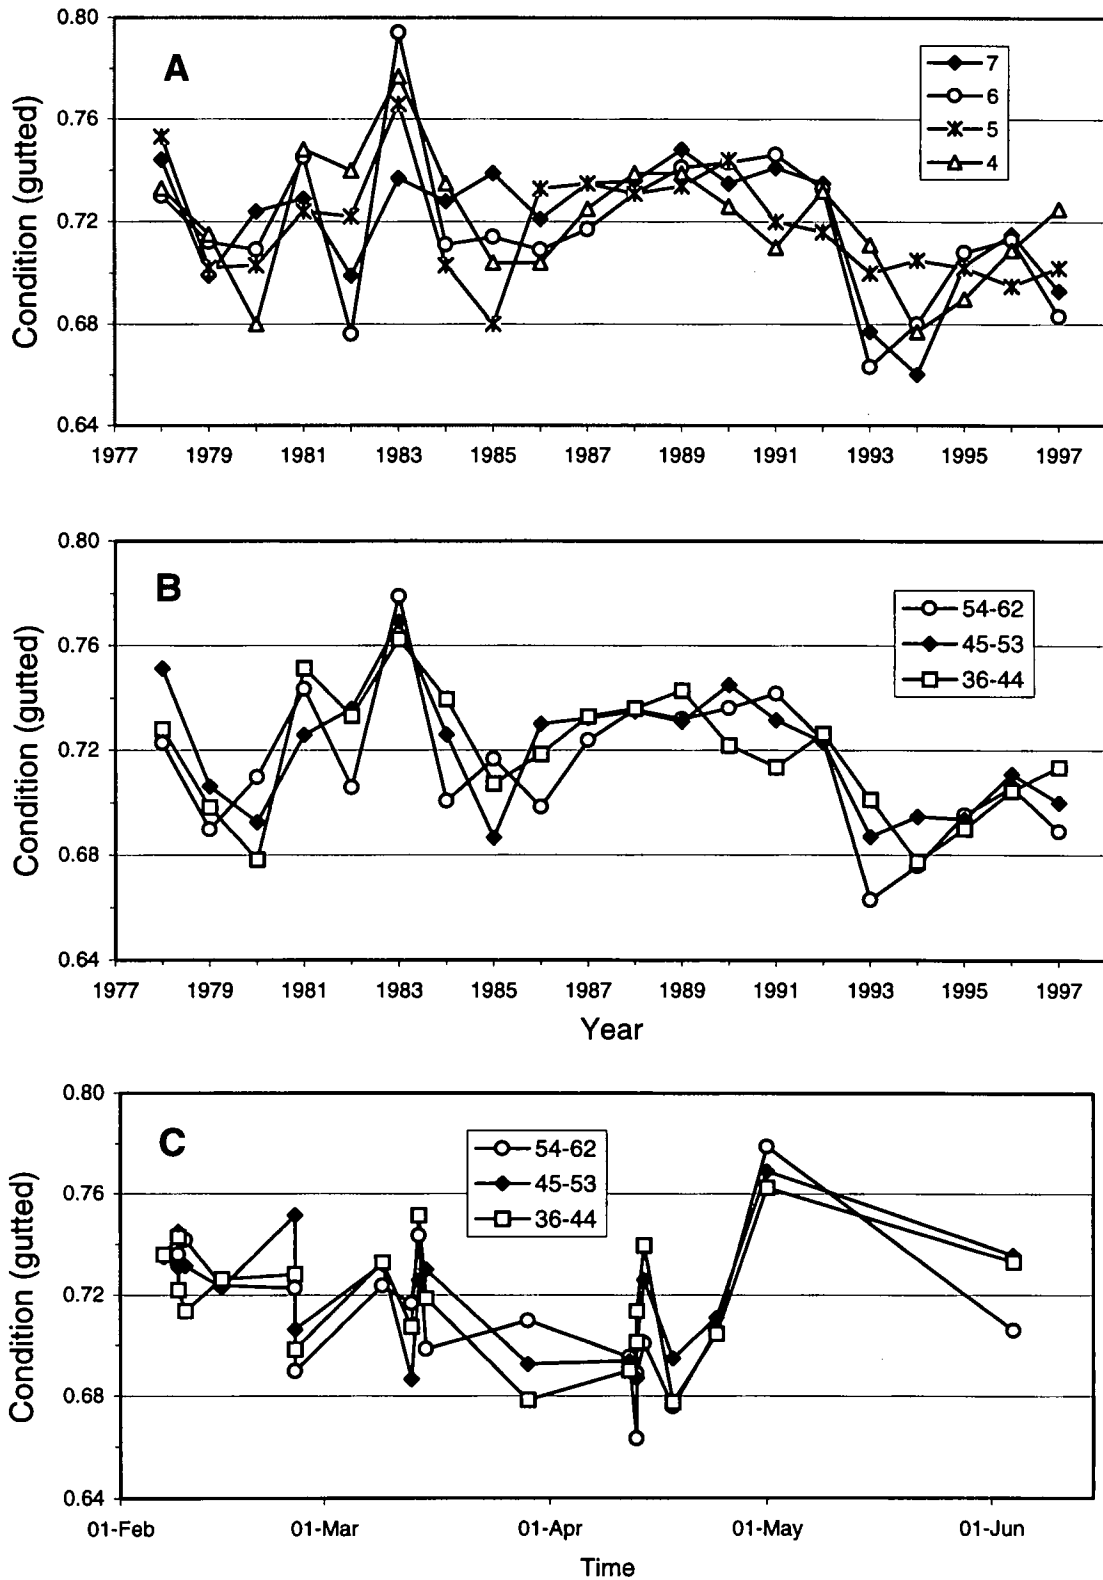 A
Condition (gutted)
0.80
0.76
0.72
0.68
0.64
7
6
5
4
1977 1979 1981 1983 1985 1987 1989 1991 1993 1995 1997
B
Condition (gutted)
0.80
0.76
0.72
0.68
0.64
54-62
45-53
36-44
1977 1979 1981 1983 1985 1987 1989 1991 1993 1995 1997
Year
C
Condition (gutted)
0.80
0.76
0.72
0.68
0.64
54-62
45-53
36-44
01-Feb 01-Mar 01-Apr 01-May 01-Jun
Time